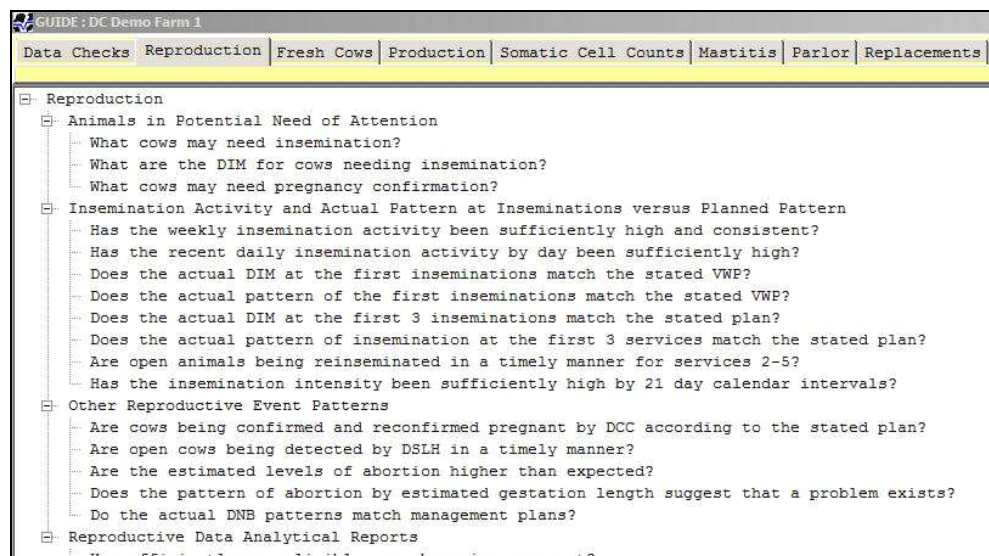 GUIDE : DC Demo Farm 1
Data Checks Reproduction Fresh Cows Production Somatic Cell Counts Mastitis Parlor Replacements
Reproduction
Animals in Potential Need of Attention
What cows may need insemination?
What are the DIM for cows needing insemination?
What cows may need pregnancy confirmation?
Insemination Activity and Actual Pattern at Inseminations versus Planned Pattern
Has the weekly insemination activity been sufficiently high and consistent?
Has the recent daily insemination activity by day been sufficiently high?
Does the actual DIM at the first inseminations match the stated VWP?
Does the actual pattern of the first inseminations match the stated VWP?
Does the actual DIM at the first 3 inseminations match the stated plan?
Does the actual pattern of insemination at the first 3 services match the stated plan?
Are open animals being reinseminated in a timely manner for services 2-5?
Has the insemination intensity been sufficiently high by 21 day calendar intervals?
Other Reproductive Event Patterns
Are cows being confirmed and reconfirmed pregnant by DCC according to the stated plan?
Are open cows being detected by DSLH in a timely manner?
Are the estimated levels of abortion higher than expected?
Does the pattern of abortion by estimated gestation length suggest that a problem exists?
Do the actual DNB patterns match management plans?
Reproductive Data Analytical Reports